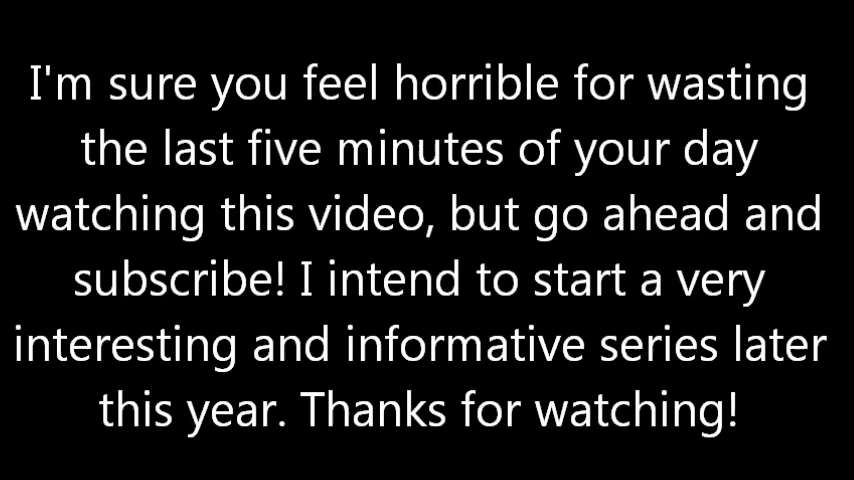 I'm sure you feel horrible for wasting
the last five minutes of your day
watching this video, but go ahead and
subscribe! I intend to start a very
interesting and informative series later
this year. Thanks for watching!